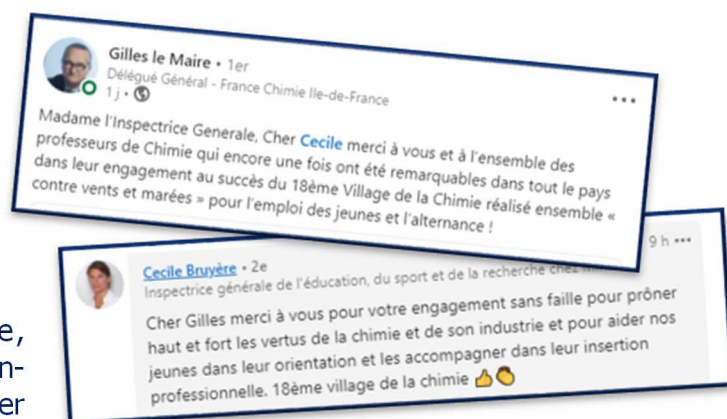 Gilles le Maire • 1er
Délégué Général - France Chimie Ile-de-France
1 j •
Madame l'Inspectrice Generale, Cher Cecile merci à vous et à l'ensemble des
professeurs de Chimie qui encore une fois ont été remarquables dans tout le pays
dans leur engagement au succès du 18ème Village de la Chimie réalisé ensemble «
contre vents et marées » pour l'emploi des jeunes et l'alternance !
9 h
Cecile Bruyère • 2e
Inspectrice générale de l'éducation, du sport et de la recherche chez
Cher Gilles merci à vous pour votre engagement sans faille pour prôner
haut et fort les vertus de la chimie et de son industrie et pour aider nos
jeunes dans leur orientation et les accompagner dans leur insertion
professionnelle. 18ème village de la chimie 👍👏
e,
n-
er